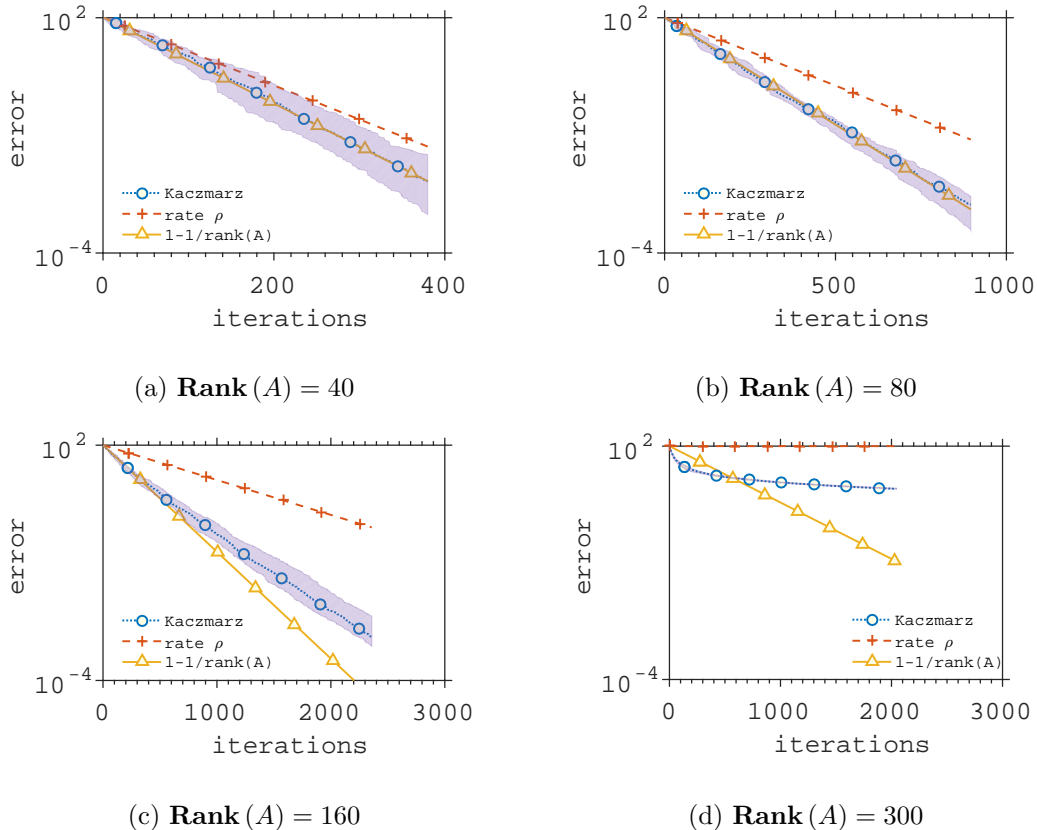 10^2
error
Kaczmarz
rate ρ
1-1/rank(A)
10^-4
0 200 400
iterations
(a) Rank (A) = 40
10^2
error
Kaczmarz
rate ρ
1-1/rank(A)
10^-4
0 500 1000
iterations
(b) Rank (A) = 80
10^2
error
Kaczmarz
rate ρ
1-1/rank(A)
10^-4
0 1000 2000 3000
iterations
(c) Rank (A) = 160
10^2
error
Kaczmarz
rate ρ
1-1/rank(A)
10^-4
0 1000 2000 3000
iterations
(d) Rank (A) = 300